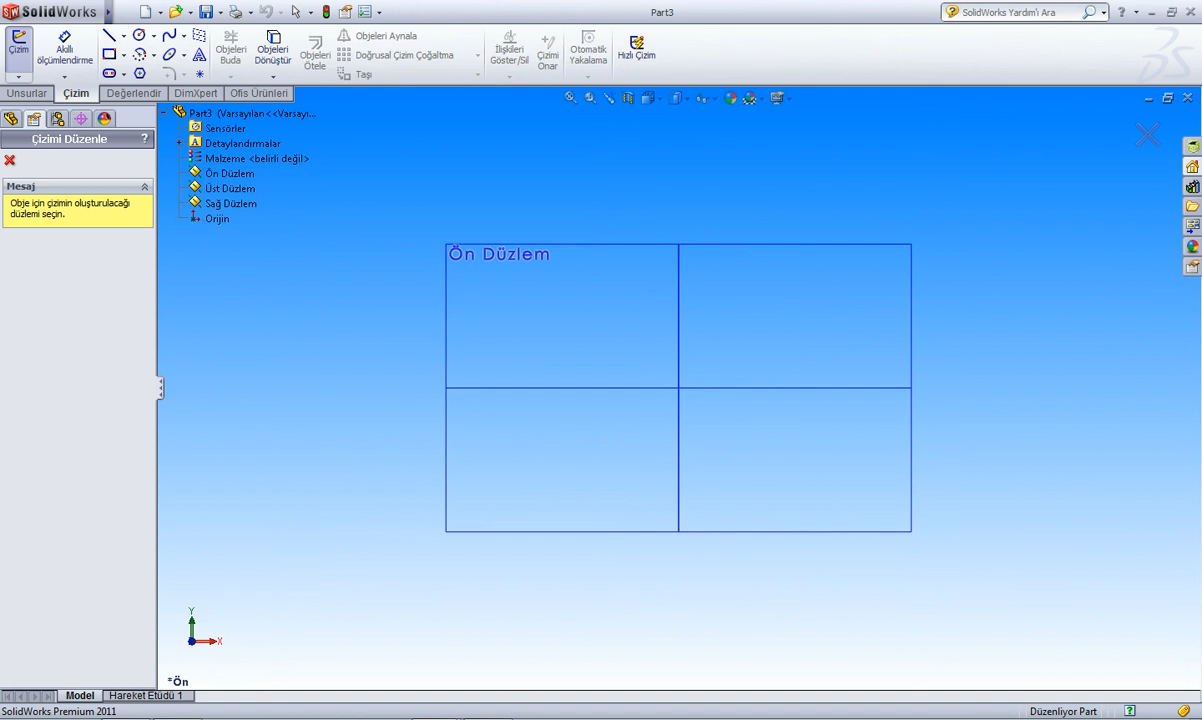 SolidWorks
Part3
SolidWorks Yardım'i Ara
Çizim
Akıllı
ölçümlendirme
Objeleri
Buda
Objeleri
Dönüştür
Objeleri
Ötele
Objeleri Aynala
Doğrusal Çizim Çoğaltma
Taşı
İlişkileri
Göster/Sil
Çizimi
Onar
Otomatik
Yakalama
Hızlı Çizim
Unsurlar
Çizim
Değerlendir
DimXpert
Ofis Ürünleri
Çizimi Düzenle
?
Mesaj
Obje için çizimin oluşturulacağı
düzlemi seçin.
Part3 (Varsayılan<<Varsayı...
Sensörler
Detaylandırmalar
Malzeme <belirli değil>
Ön Düzlem
Üst Düzlem
Sağ Düzlem
Orijin
Ön Düzlem
Y
X
*Ön
Model
Hareket Etüdü 1
SolidWorks Premium 2011
Düzenliyor Part